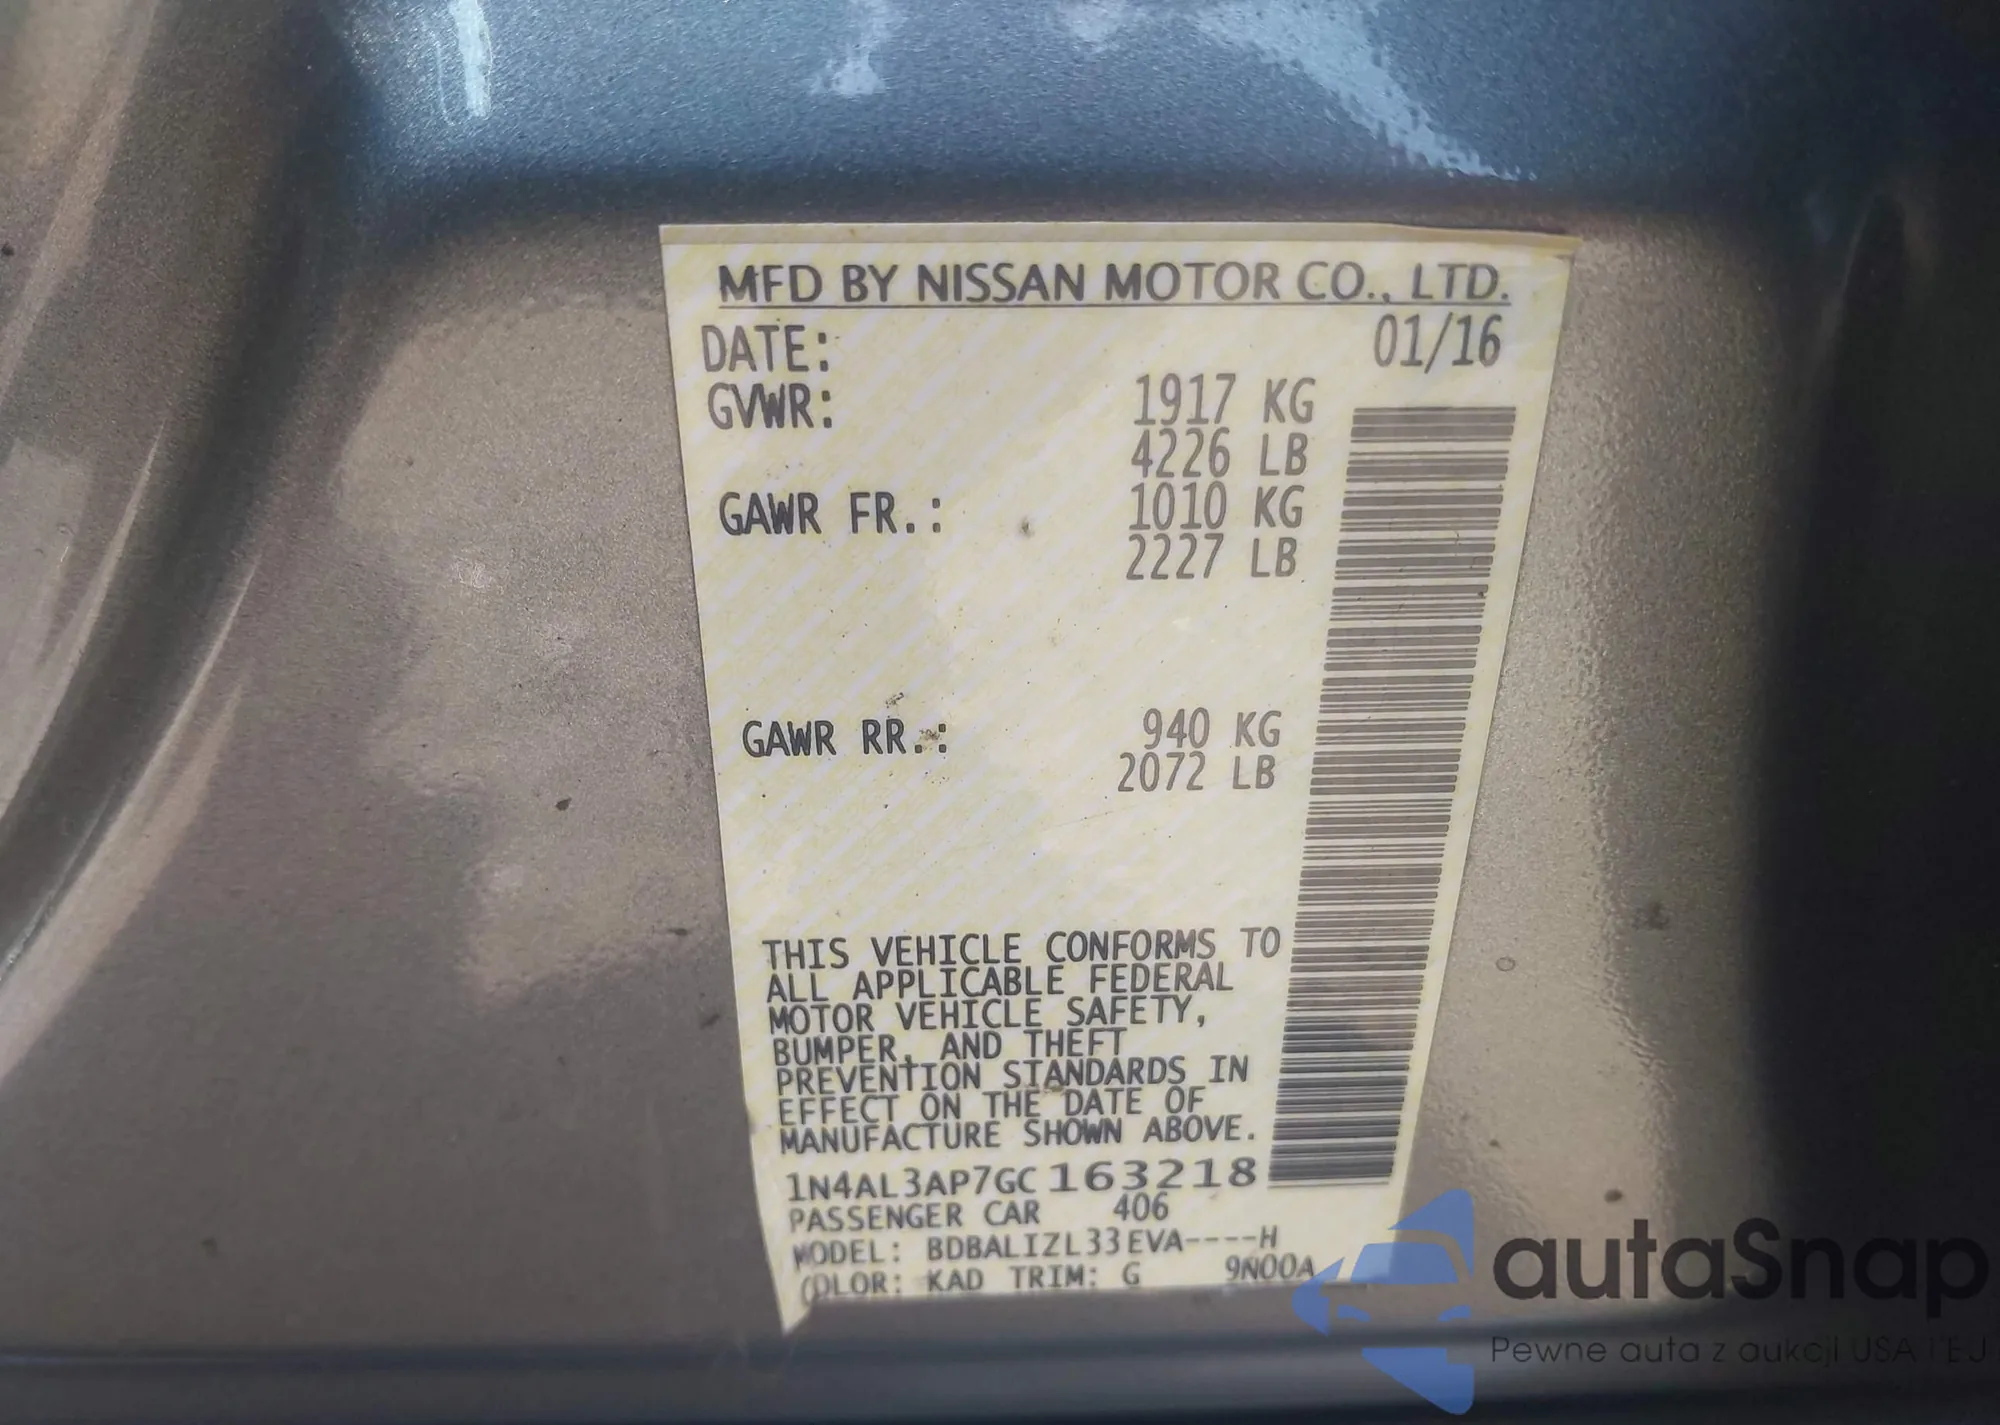 MFD BY NISSAN MOTOR CO., LTD.
DATE: 01/16
GVWR: 1917 KG
4226 LB
GAWR FR.: 1010 KG
2227 LB
GAWR RR.: 940 KG
2072 LB
THIS VEHICLE CONFORMS TO
ALL APPLICABLE FEDERAL
MOTOR VEHICLE SAFETY,
BUMPER, AND THEFT
PREVENTION STANDARDS IN
EFFECT ON THE DATE OF
MANUFACTURE SHOWN ABOVE.
1N4AL3AP7GC163218
PASSENGER CAR 406
MODEL: BDBALIZL33EVA----H
COLOR: KAD TRIM: G 9N00A
autaSnap
Pewne auta z aukcji USA i EU